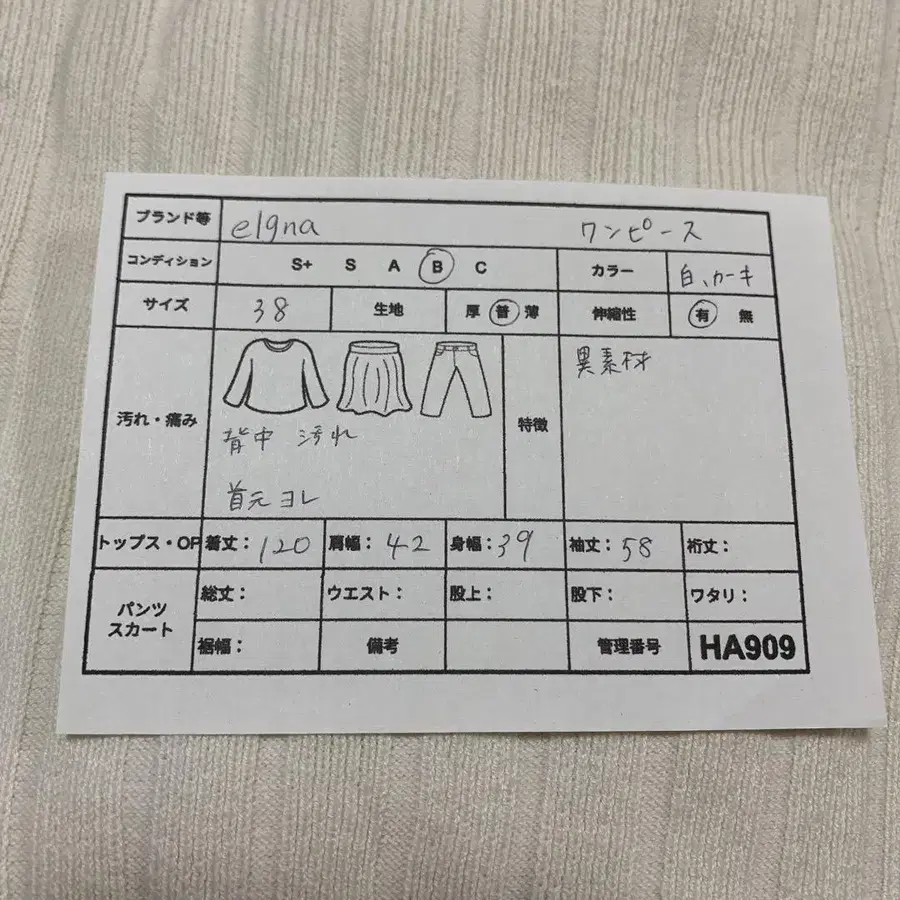 ブランド等 elgna ワンピース
コンディション S+ S A B C カラー 白、カーキ
サイズ 38 生地 厚 普 薄 伸縮性 有 無
汚れ・痛み 背中 汚れ 特徴 異素材
首元 ヨレ
トップス・OP 着丈：120 肩幅：42 身幅：39 袖丈：58 裄丈：
パンツ スカート 総丈： ウエスト： 股上： 股下： ワタリ：
裾幅： 備考 管理番号 HA909